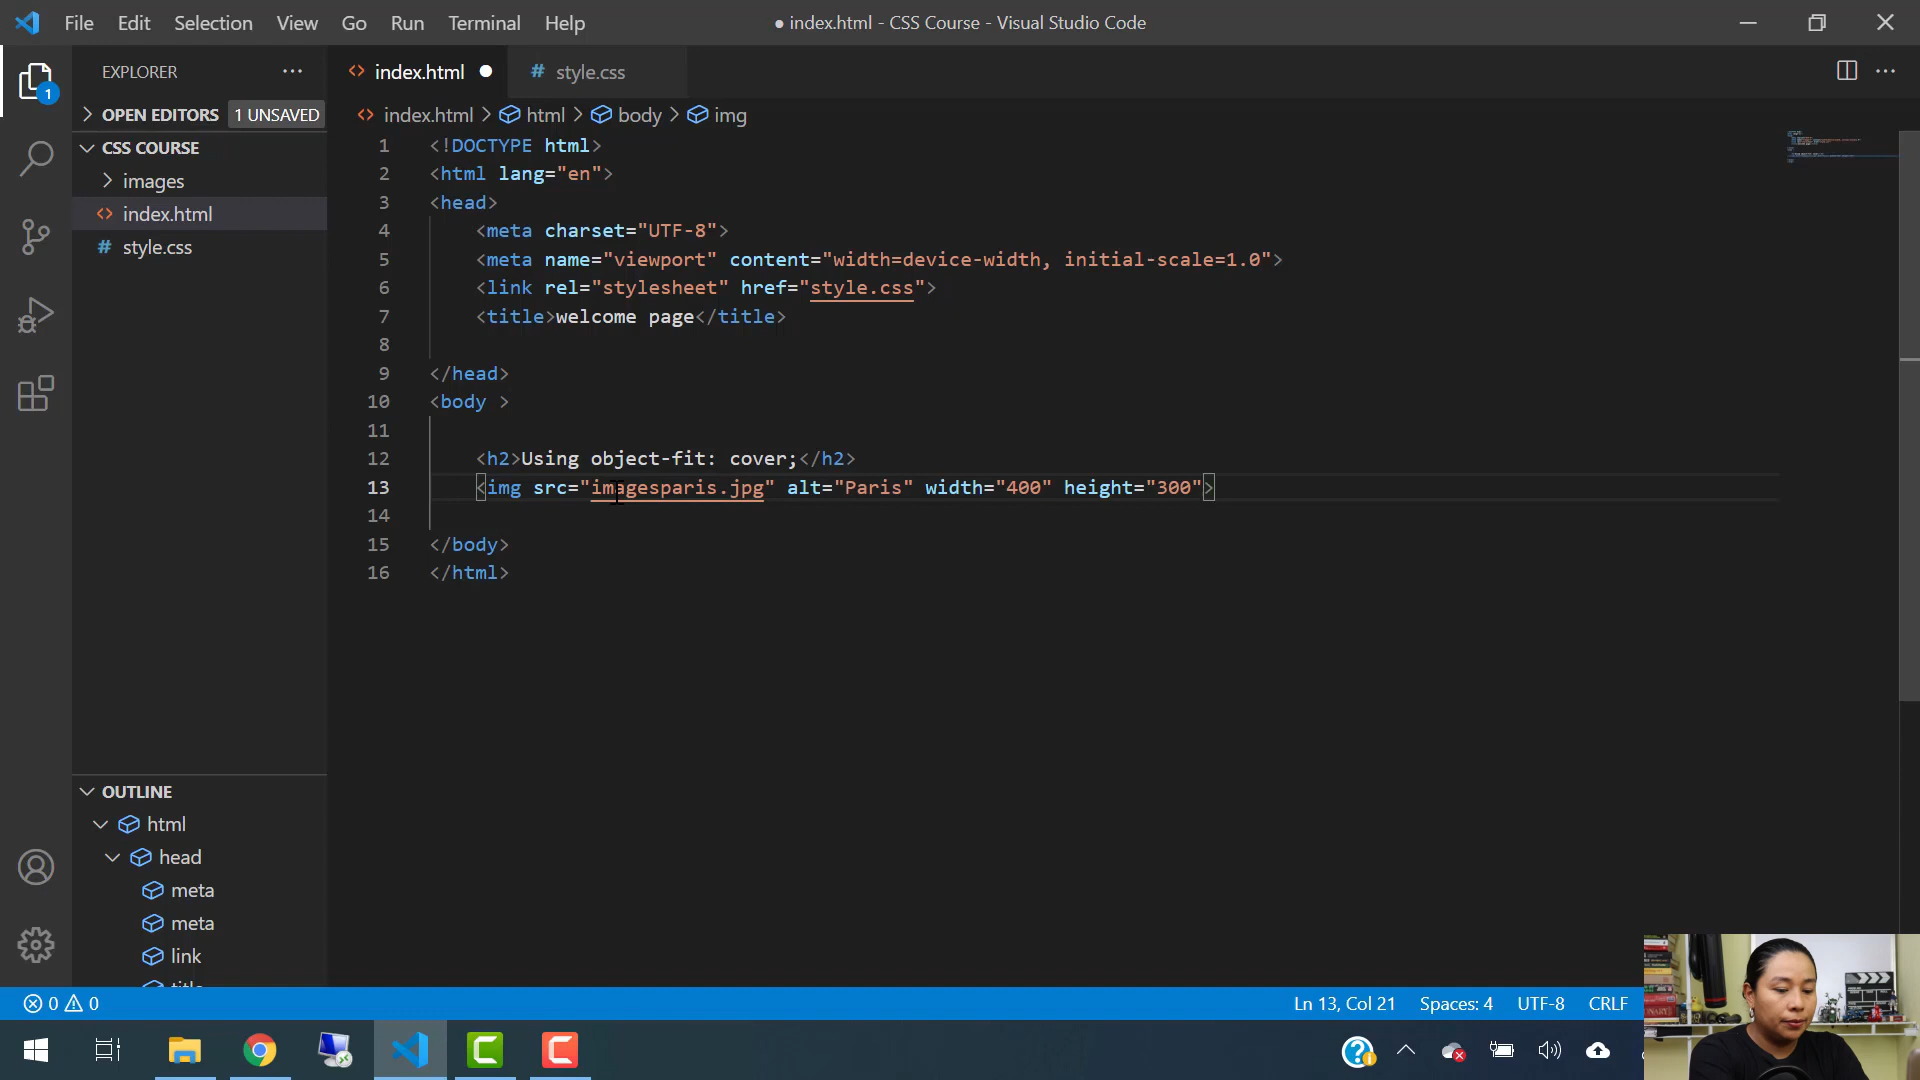 File Edit Selection View Go Run Terminal Help
● index.html - CSS Course - Visual Studio Code
EXPLORER
1
OPEN EDITORS 1 UNSAVED
CSS COURSE
images
index.html
style.css
OUTLINE
html
head
meta
meta
link
title
index.html
style.css
index.html > html > body > img
1 <!DOCTYPE html>
2 <html lang="en">
3 <head>
4 <meta charset="UTF-8">
5 <meta name="viewport" content="width=device-width, initial-scale=1.0">
6 <link rel="stylesheet" href="style.css">
7 <title>welcome page</title>
8
9 </head>
10 <body >
11
12 <h2>Using object-fit: cover;</h2>
13 <img src="imagesparis.jpg" alt="Paris" width="400" height="300">
14
15 </body>
16 </html>
0 0
Ln 13, Col 21 Spaces: 4 UTF-8 CRLF